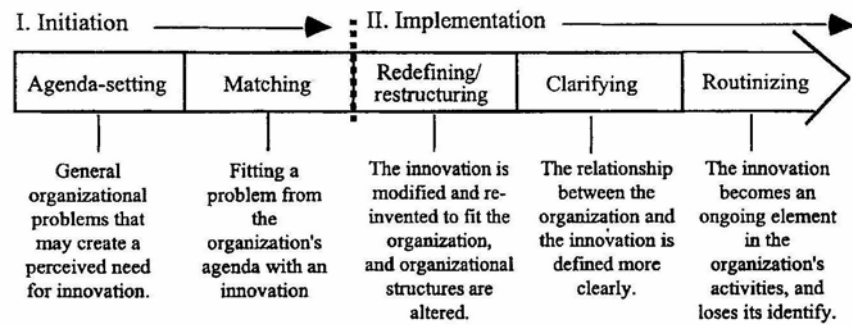 I. Initiation
II. Implementation
Agenda-setting
Matching
Redefining/
restructuring
Clarifying
Routinizing
General
organizational
problems that
may create a
perceived need
for innovation.
Fitting a
problem from
the
organization's
agenda with an
innovation
The innovation is
modified and re-
invented to fit the
organization,
and organizational
structures are
altered.
The relationship
between the
organization and
the innovation is
defined more
clearly.
The innovation
becomes an
ongoing element
in the
organization's
activities, and
loses its identify.